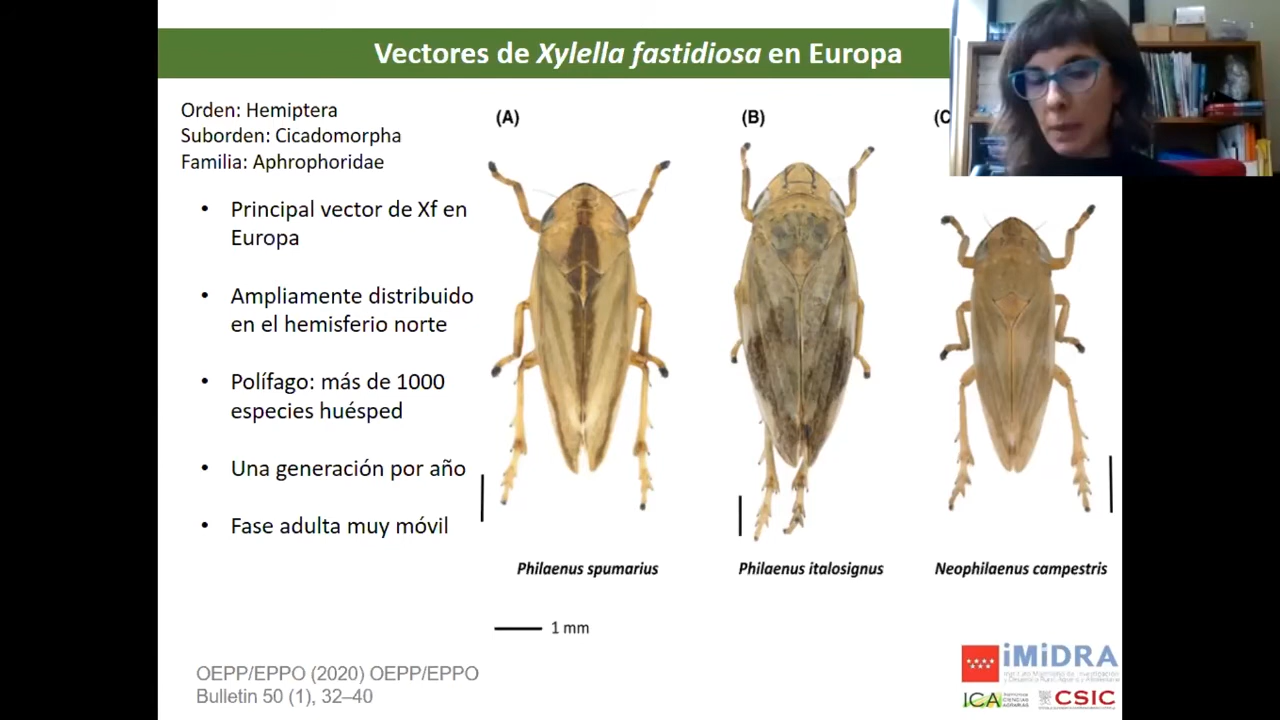 Vectores de Xylella fastidiosa en Europa
Orden: Hemiptera
Suborden: Cicadomorpha
Familia: Aphrophoridae
• Principal vector de Xf en
Europa
• Ampliamente distribuido
en el hemisferio norte
• Polífago: más de 1000
especies huésped
• Una generación por año
• Fase adulta muy móvil
(A)
(B)
(C
Philaenus spumarius
Philaenus italosignus
Neophilaenus campestris
1 mm
OEPP/EPPO (2020) OEPP/EPPO
Bulletin 50 (1), 32–40
iMiDRA
ICA
CSIC